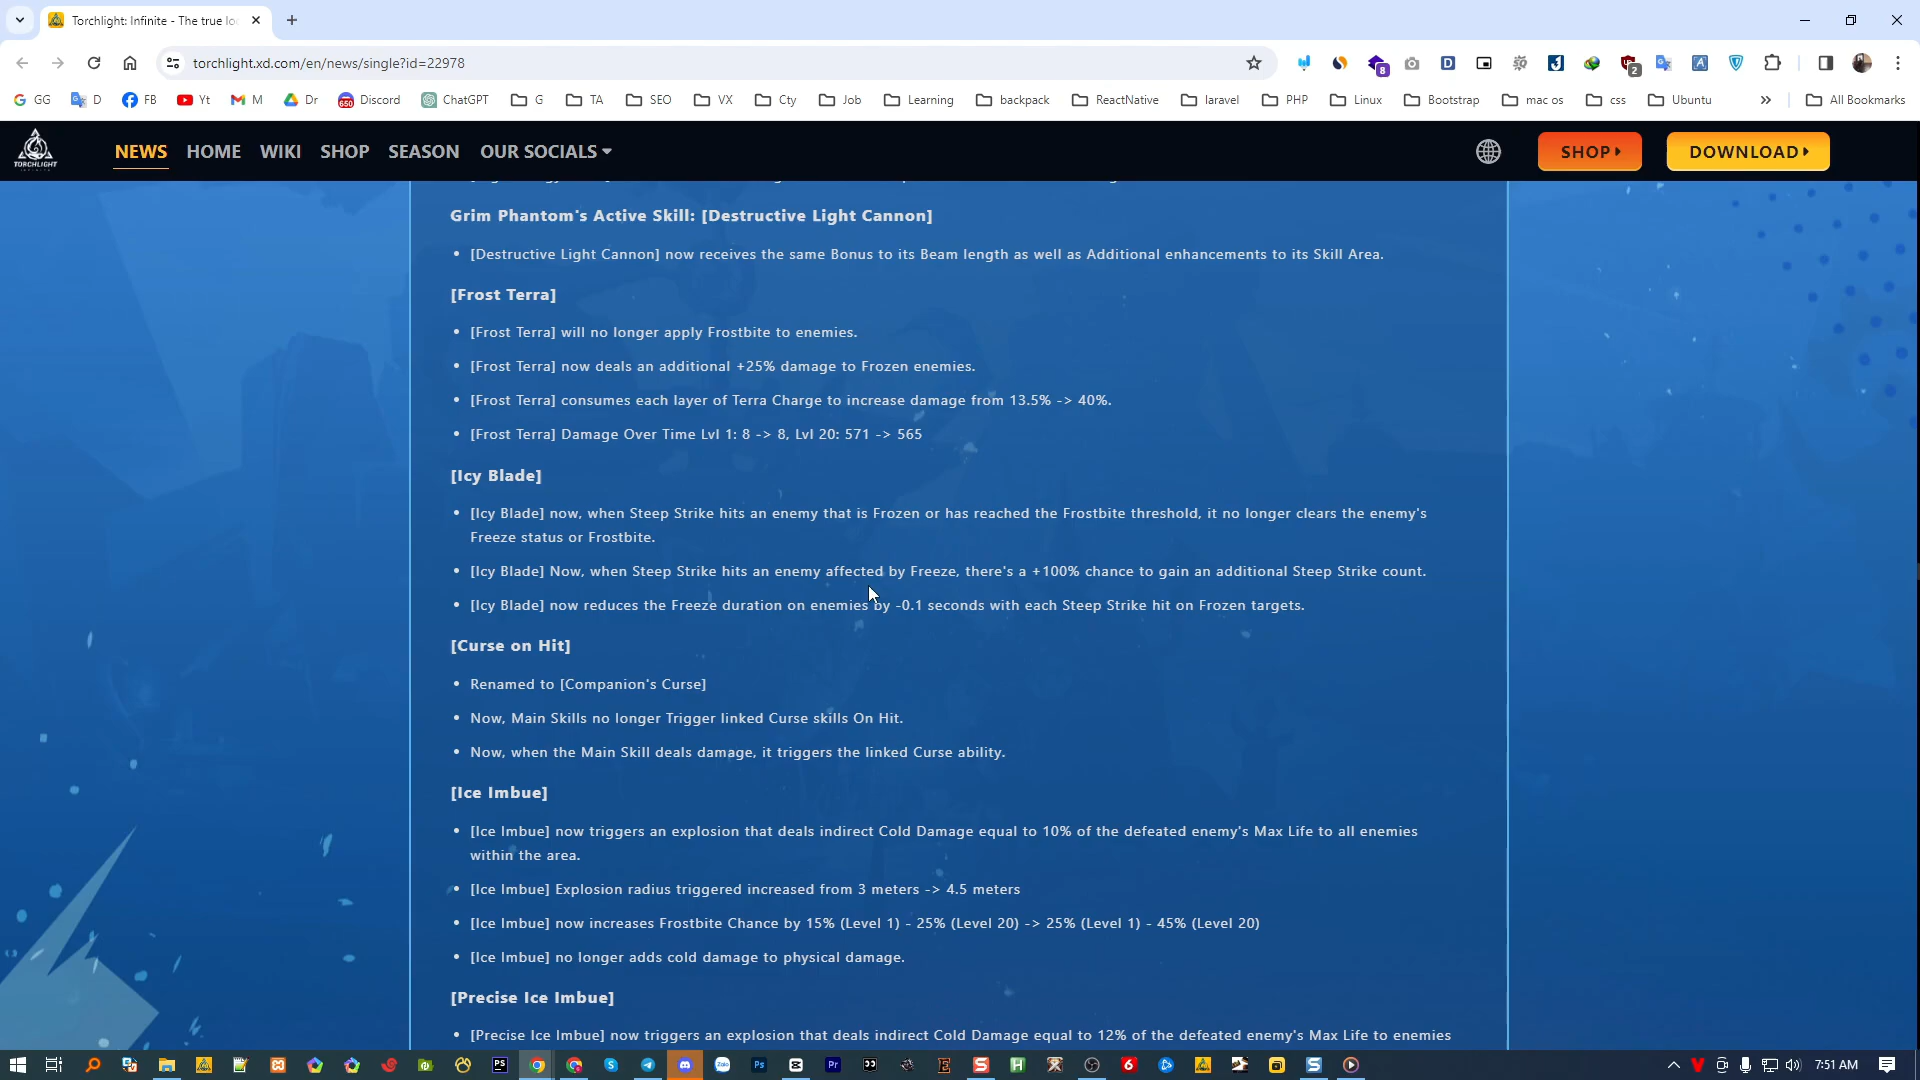 Torchlight: Infinite - The true lo
torchlight.xd.com/en/news/single?id=22978
8
2
GG
D
FB
Yt
M
Dr
Discord
ChatGPT
G
TA
SEO
VX
Cty
Job
Learning
backpack
ReactNative
laravel
PHP
Linux
Bootstrap
mac os
css
Ubuntu
All Bookmarks
TORCHLIGHT
NEWS HOME WIKI SHOP SEASON OUR SOCIALS
SHOP
DOWNLOAD
Grim Phantom's Active Skill: [Destructive Light Cannon]
• [Destructive Light Cannon] now receives the same Bonus to its Beam length as well as Additional enhancements to its Skill Area.
[Frost Terra]
• [Frost Terra] will no longer apply Frostbite to enemies.
• [Frost Terra] now deals an additional +25% damage to Frozen enemies.
• [Frost Terra] consumes each layer of Terra Charge to increase damage from 13.5% -> 40%.
• [Frost Terra] Damage Over Time Lvl 1: 8 -> 8, Lvl 20: 571 -> 565
[Icy Blade]
• [Icy Blade] now, when Steep Strike hits an enemy that is Frozen or has reached the Frostbite threshold, it no longer clears the enemy's
Freeze status or Frostbite.
• [Icy Blade] Now, when Steep Strike hits an enemy affected by Freeze, there's a +100% chance to gain an additional Steep Strike count.
• [Icy Blade] now reduces the Freeze duration on enemies by -0.1 seconds with each Steep Strike hit on Frozen targets.
[Curse on Hit]
• Renamed to [Companion's Curse]
• Now, Main Skills no longer Trigger linked Curse skills On Hit.
• Now, when the Main Skill deals damage, it triggers the linked Curse ability.
[Ice Imbue]
• [Ice Imbue] now triggers an explosion that deals indirect Cold Damage equal to 10% of the defeated enemy's Max Life to all enemies
within the area.
• [Ice Imbue] Explosion radius triggered increased from 3 meters -> 4.5 meters
• [Ice Imbue] now increases Frostbite Chance by 15% (Level 1) - 25% (Level 20) -> 25% (Level 1) - 45% (Level 20)
• [Ice Imbue] no longer adds cold damage to physical damage.
[Precise Ice Imbue]
• [Precise Ice Imbue] now triggers an explosion that deals indirect Cold Damage equal to 12% of the defeated enemy's Max Life to enemies
7:51 AM